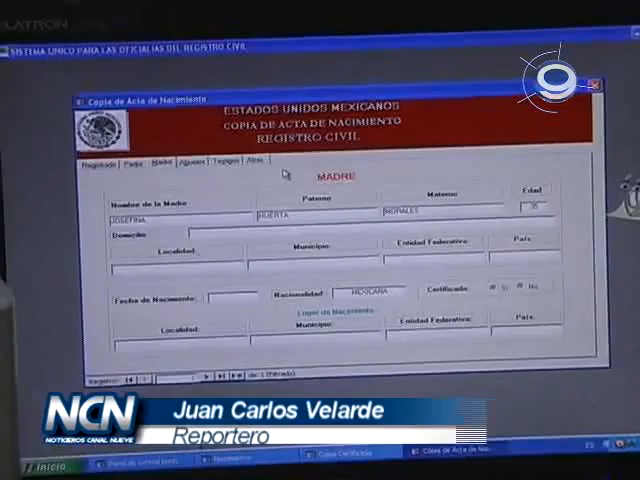 SISTEMA UNICO PARA LAS OFICIALIAS DEL REGISTRO CIVIL
9
Copia de Acta de Nacimiento
ESTADOS UNIDOS MEXICANOS
COPIA DE ACTA DE NACIMIENTO
REGISTRO CIVIL
Registrado Padre Madre Abuelos Testigos Otros
MADRE
Nombre de la Madre Paterno Materno Edad
JOSEFINA HUERTA MORALES 35
Domicilio
Localidad: Municipio: Entidad Federativa: País:
Fecha de Nacimiento: Nacionalidad: MEXICANA Certificado: Si No
Lugar de Nacimiento
Localidad: Municipio: Entidad Federativa: País:
Registro: de 1 (Filtrado)
NCN
NOTICIEROS CANAL NUEVE
Juan Carlos Velarde
Reportero
Inicio Copia Certificada Copia de Acta de Nac... ES